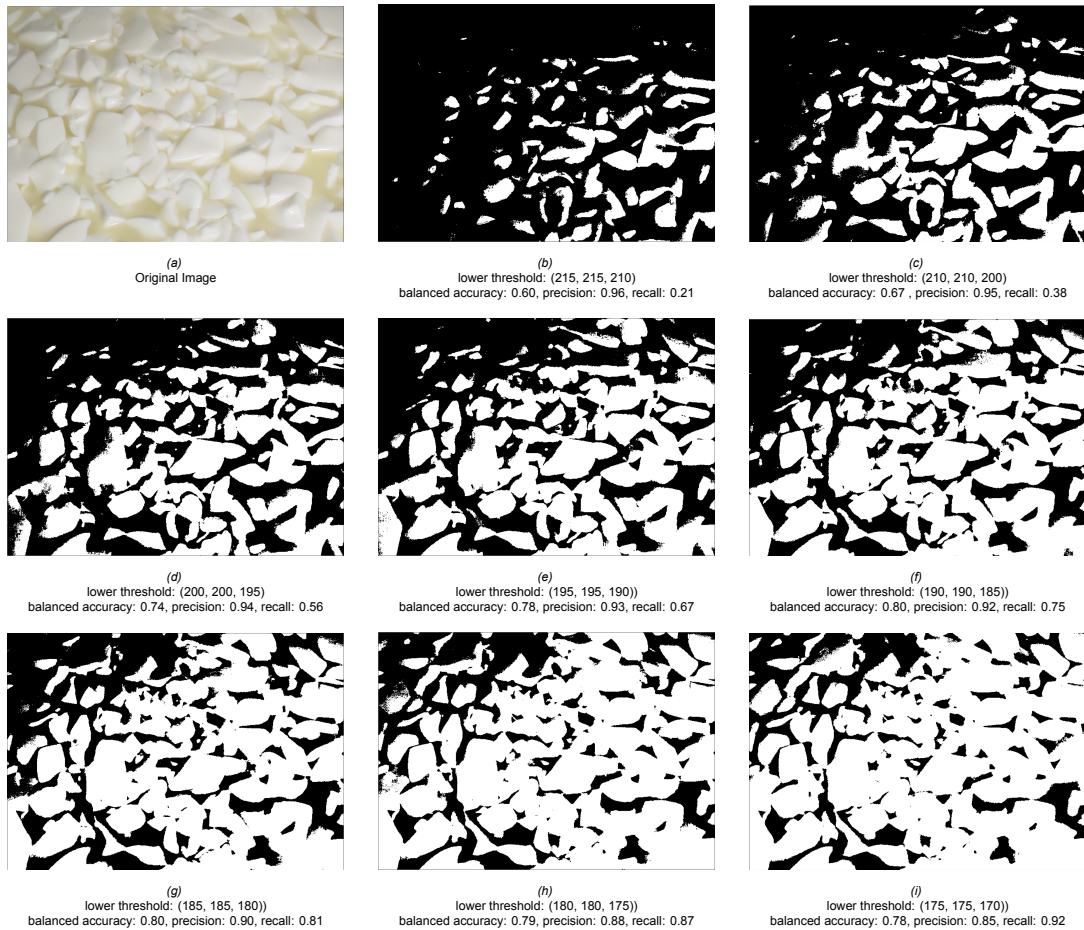 (a)
Original Image
(b)
lower threshold: (215, 215, 210)
balanced accuracy: 0.60, precision: 0.96, recall: 0.21
(c)
lower threshold: (210, 210, 200)
balanced accuracy: 0.67 , precision: 0.95, recall: 0.38
(d)
lower threshold: (200, 200, 195)
balanced accuracy: 0.74, precision: 0.94, recall: 0.56
(e)
lower threshold: (195, 195, 190))
balanced accuracy: 0.78, precision: 0.93, recall: 0.67
(f)
lower threshold: (190, 190, 185))
balanced accuracy: 0.80, precision: 0.92, recall: 0.75
(g)
lower threshold: (185, 185, 180))
balanced accuracy: 0.80, precision: 0.90, recall: 0.81
(h)
lower threshold: (180, 180, 175))
balanced accuracy: 0.79, precision: 0.88, recall: 0.87
(i)
lower threshold: (175, 175, 170))
balanced accuracy: 0.78, precision: 0.85, recall: 0.92